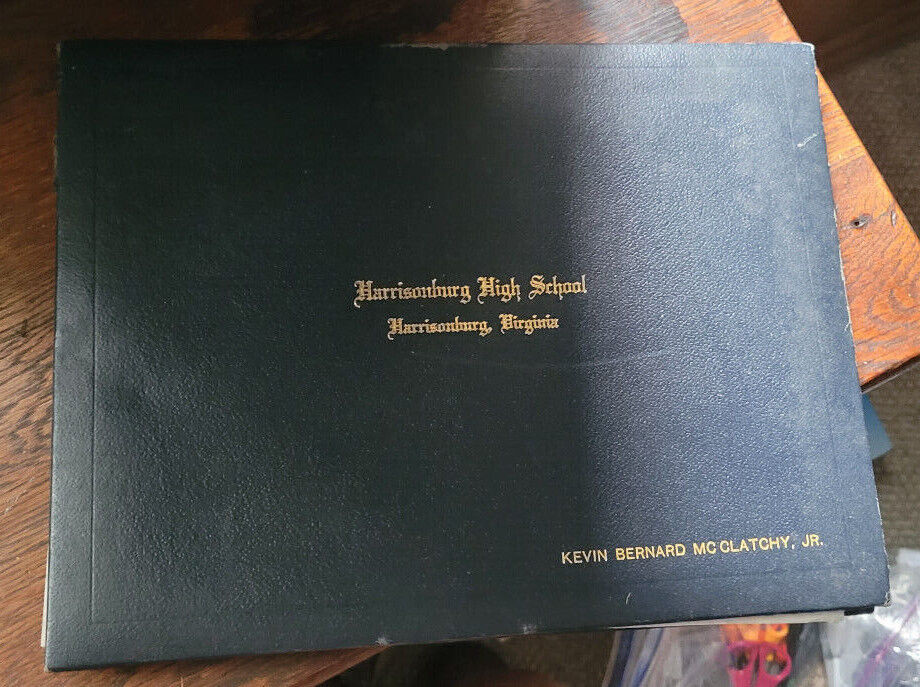 Harrisonburg High School
Harrisonburg, Virginia
KEVIN BERNARD MC CLATCHY, JR.